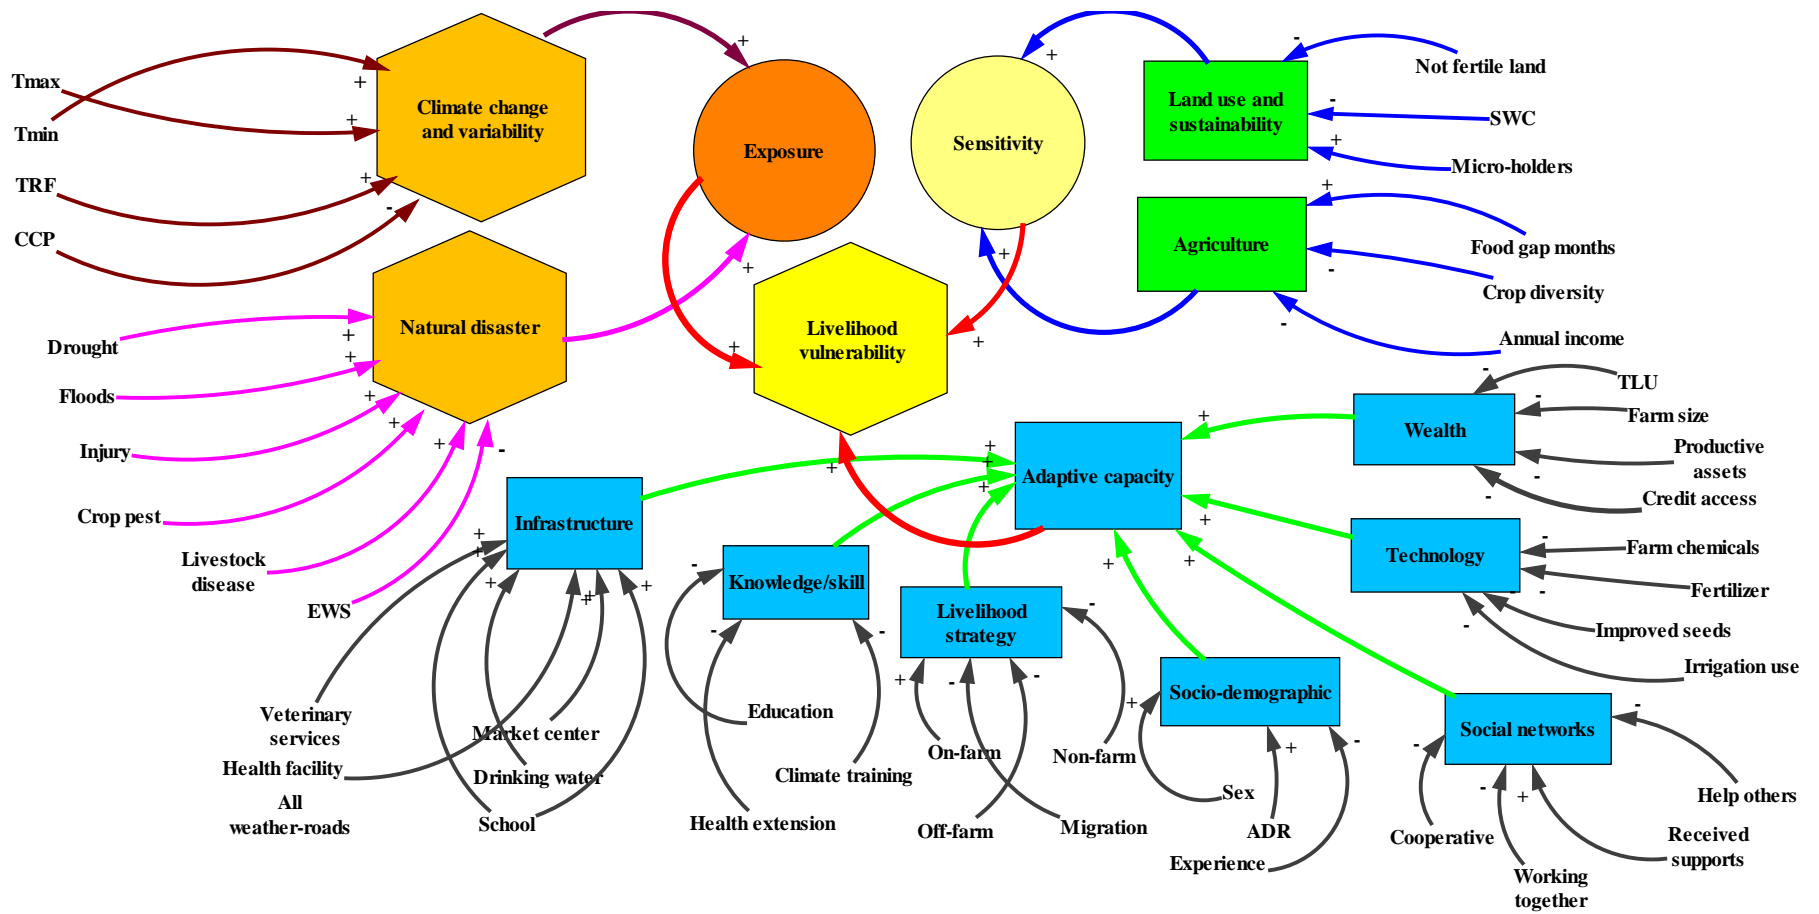 Tmax
Tmin
TRF
CCP
Climate change
and variability
Exposure
Sensitivity
Land use and
sustainability
Not fertile land
SWC
Micro-holders
Agriculture
Food gap months
Crop diversity
Annual income
Natural disaster
Drought
Floods
Injury
Crop pest
Livestock
disease
EWS
Livelihood
vulnerability
Adaptive capacity
Wealth
TLU
Farm size
Productive
assets
Credit access
Technology
Farm chemicals
Fertilizer
Improved seeds
Irrigation use
Infrastructure
Veterinary
services
Health facility
All
weather-roads
Market center
Drinking water
School
Knowledge/skill
Education
Climate training
Health extension
Livelihood
strategy
On-farm
Off-farm
Migration
Non-farm
Socio-demographic
Sex
ADR
Experience
Social networks
Cooperative
Working
together
Received
supports
Help others